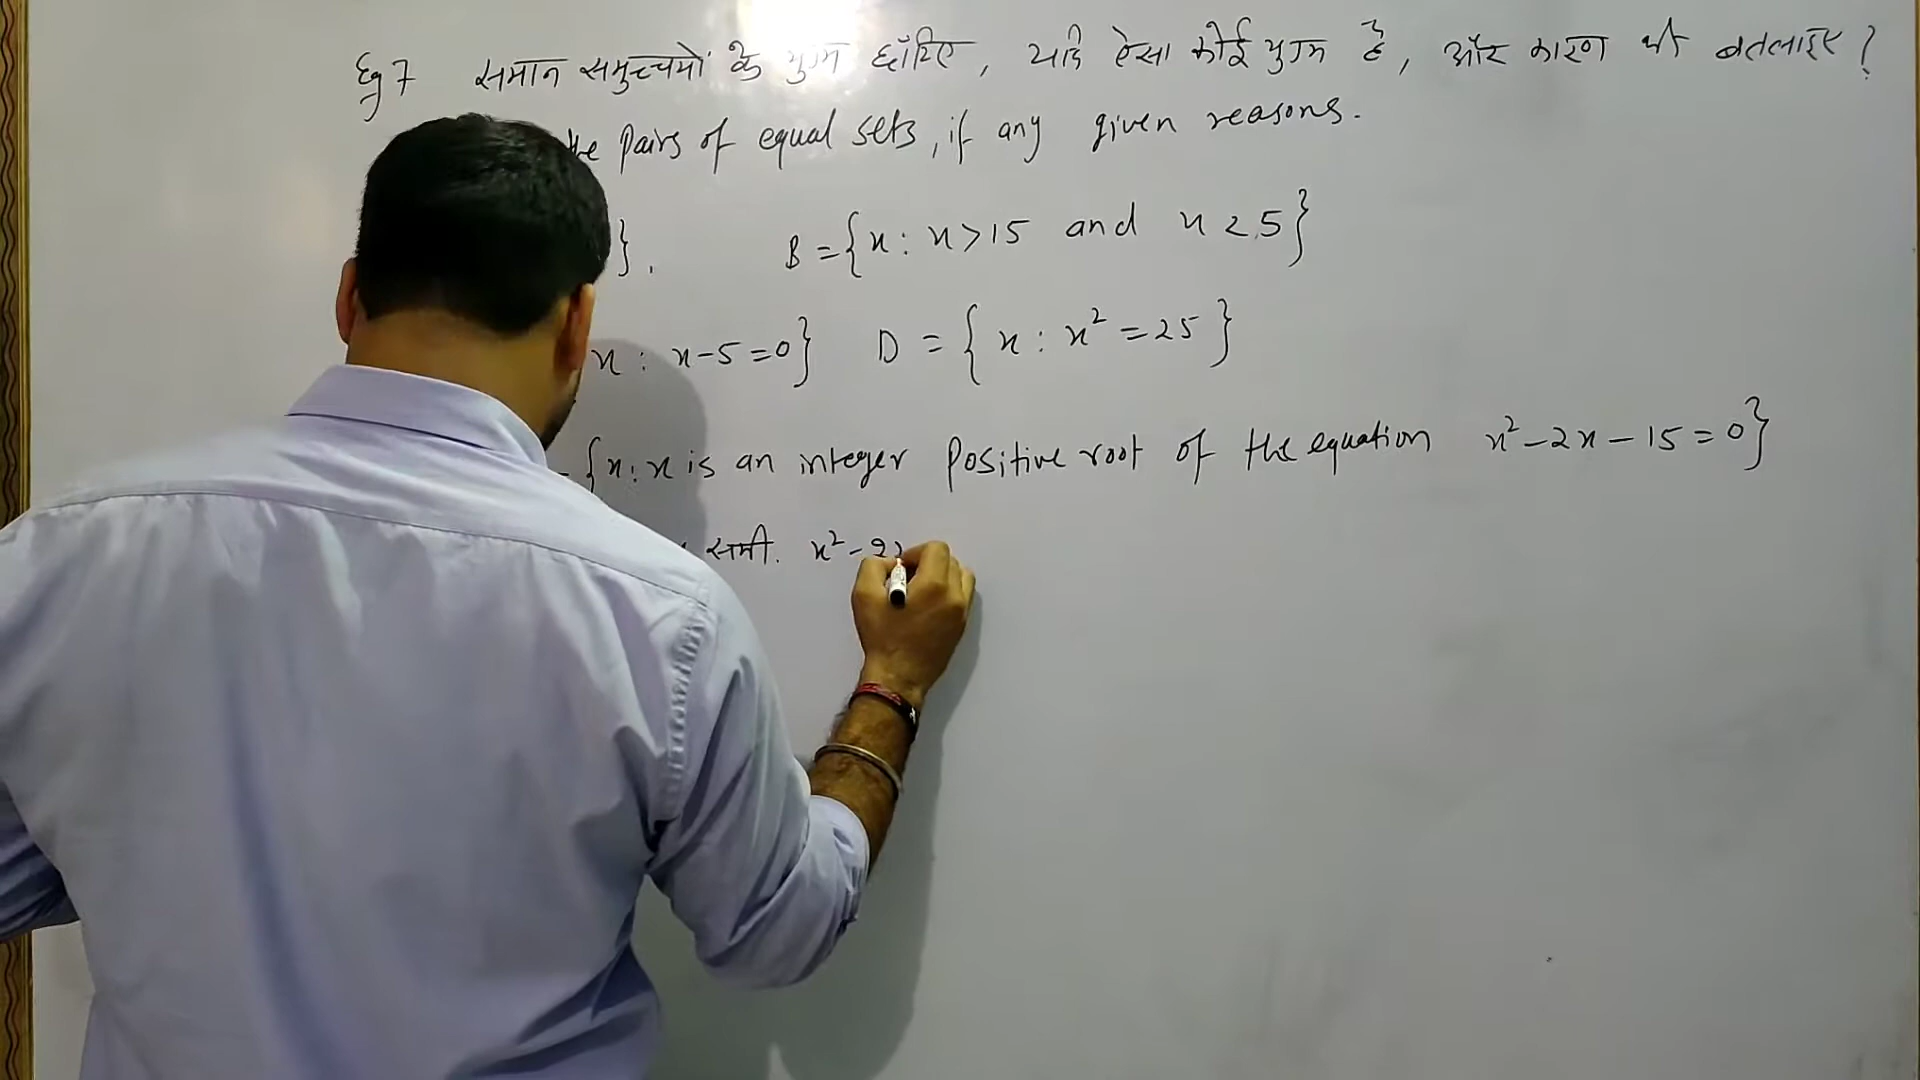 Eg 7 समान समुच्चयों के युग्म छाँटिए, यदि ऐसा कोई युग्म है, और कारण भी बतलाइए?
the pairs of equal sets, if any given reasons.
}. B = {x : x > 15 and x < 5}
x : x - 5 = 0} D = {x : x² = 25}
= {x : x is an integer positive root of the equation x² - 2x - 15 = 0}
समी. x² - 2x